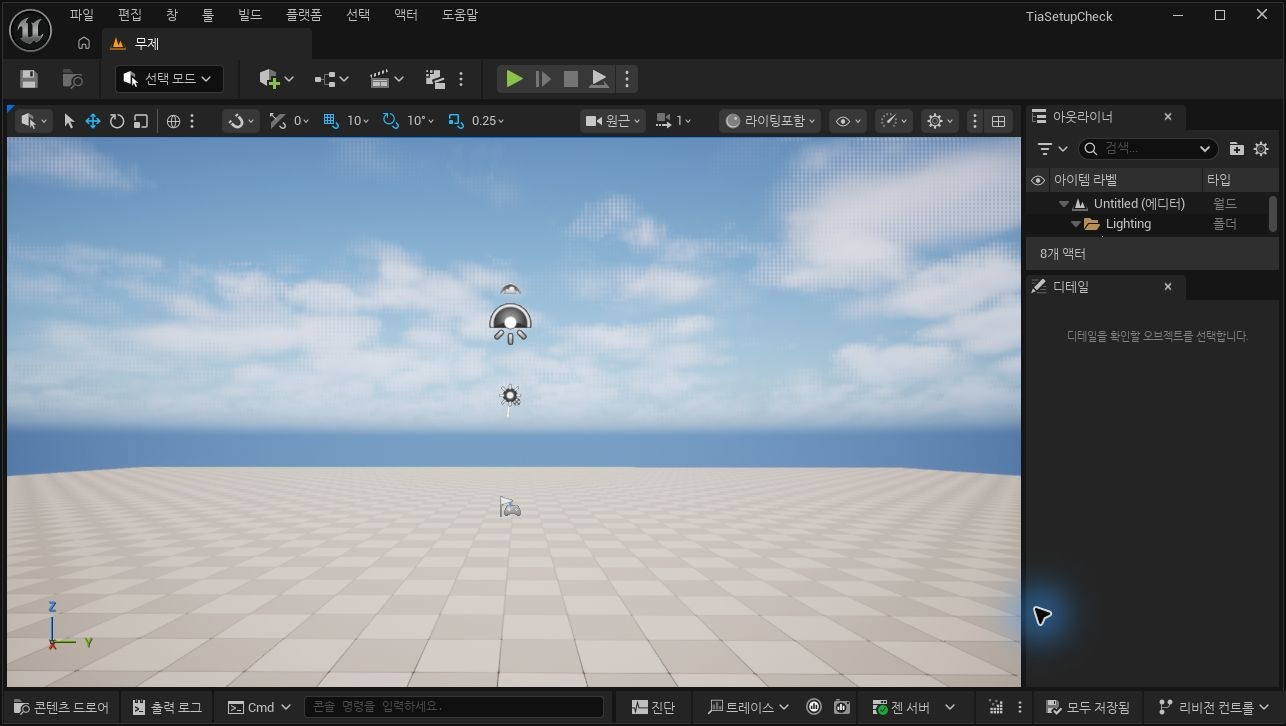 파일 편집 창 툴 빌드 플랫폼 선택 액터 도움말 TiaSetupCheck
무제
선택 모드
0 10 10° 0.25 원근 1 라이팅포함
아웃라이너
검색...
아이템 라벨 타입
Untitled (에디터) 월드
Lighting 폴더
8개 액터
디테일
디테일을 확인할 오브젝트를 선택합니다.
Z
Y
X
콘텐츠 드로어 출력 로그 Cmd 콘솔 명령을 입력하세요. 진단 트레이스 젠 서버 모두 저장됨 리비전 컨트롤